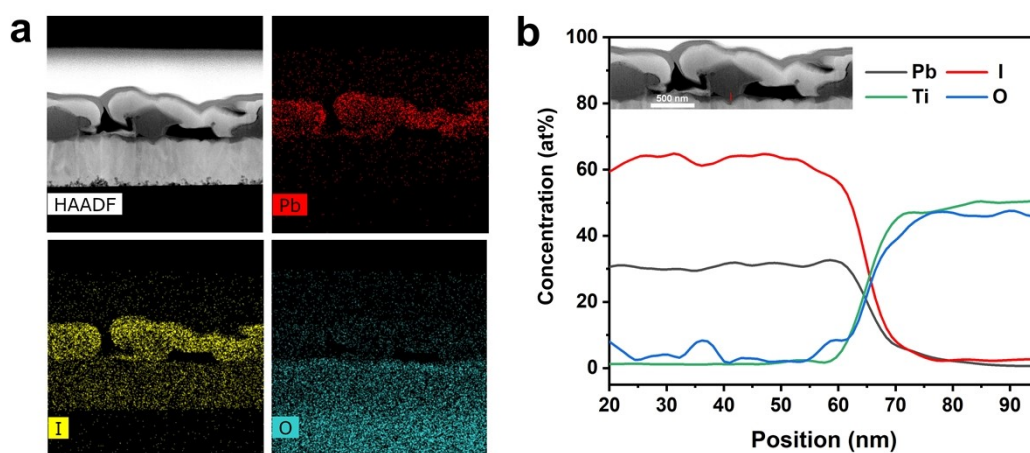 a
HAADF
Pb
I
O
b
Concentration (at%)
100
80
60
40
20
0
500 nm
Pb
I
Ti
O
20 30 40 50 60 70 80 90
Position (nm)